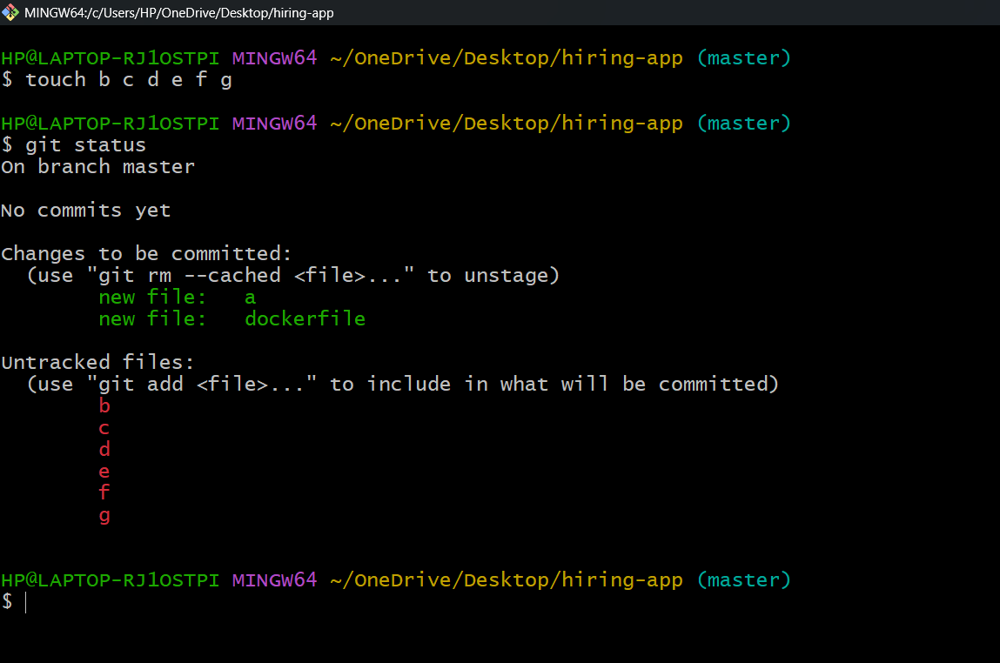 MINGW64:/c/Users/HP/OneDrive/Desktop/hiring-app
HP@LAPTOP-RJ1OSTPI MINGW64 ~/OneDrive/Desktop/hiring-app (master)
$ touch b c d e f g
HP@LAPTOP-RJ1OSTPI MINGW64 ~/OneDrive/Desktop/hiring-app (master)
$ git status
On branch master
No commits yet
Changes to be committed:
  (use "git rm --cached <file>..." to unstage)
        new file:   a
        new file:   dockerfile
Untracked files:
  (use "git add <file>..." to include in what will be committed)
        b
        c
        d
        e
        f
        g
HP@LAPTOP-RJ1OSTPI MINGW64 ~/OneDrive/Desktop/hiring-app (master)
$